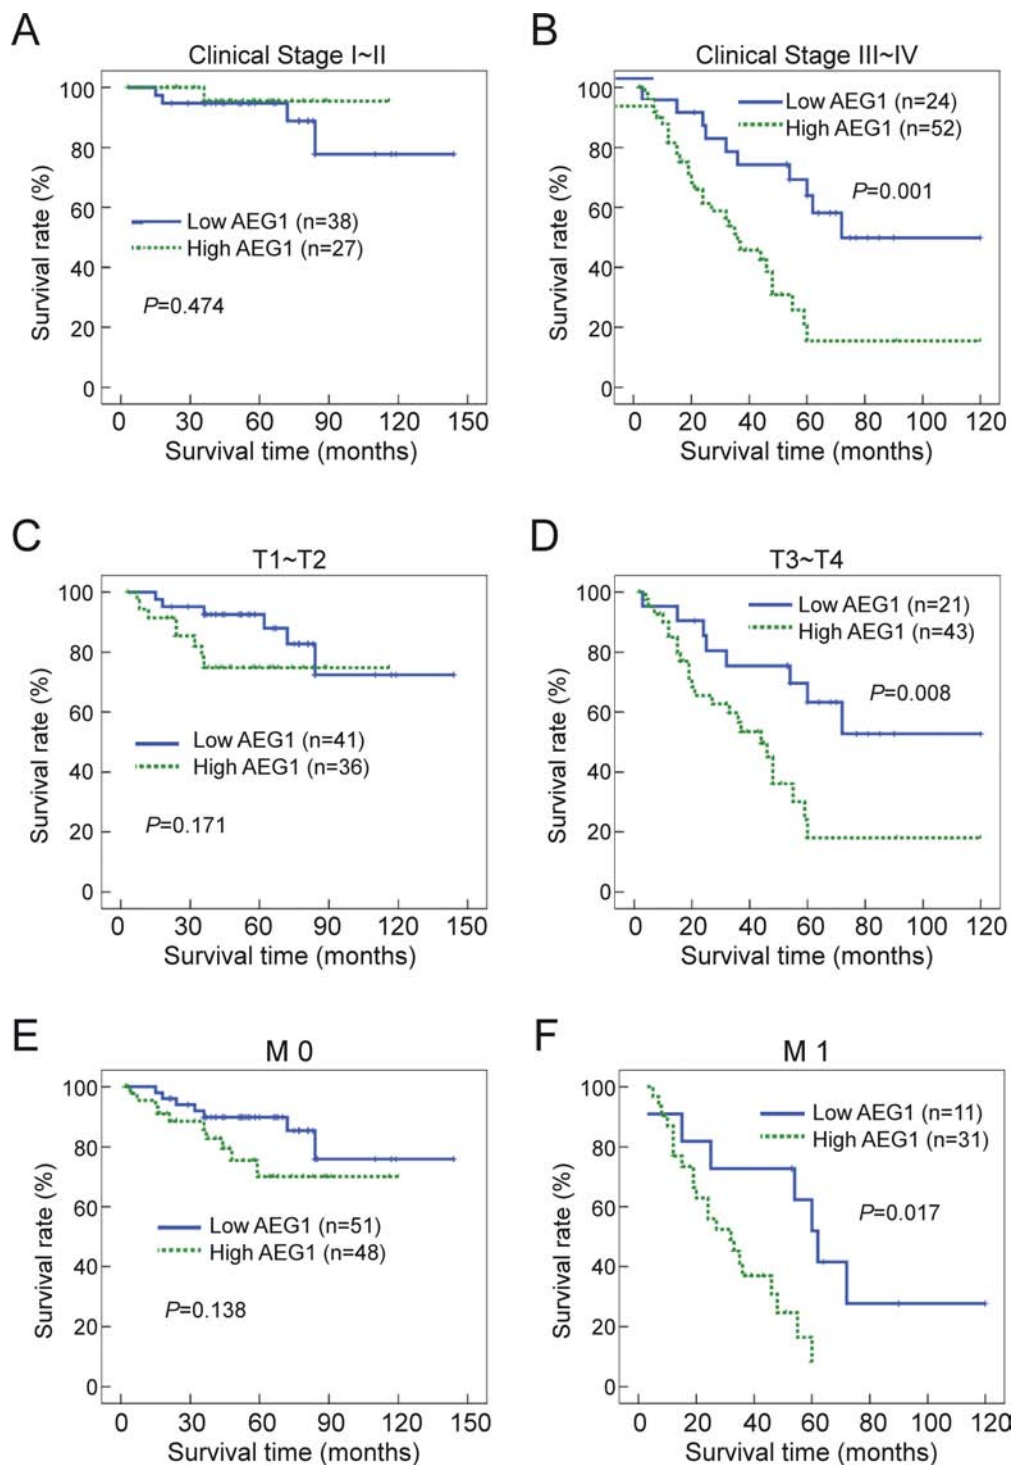 A
Clinical Stage I~II
Survival rate (%)
100
80
60
40
20
0
Low AEG1 (n=38)
High AEG1 (n=27)
P=0.474
0 30 60 90 120 150
Survival time (months)
B
Clinical Stage III~IV
Survival rate (%)
100
80
60
40
20
0
Low AEG1 (n=24)
High AEG1 (n=52)
P=0.001
0 20 40 60 80 100 120
Survival time (months)
C
T1~T2
Survival rate (%)
100
80
60
40
20
0
Low AEG1 (n=41)
High AEG1 (n=36)
P=0.171
0 30 60 90 120 150
Survival time (months)
D
T3~T4
Survival rate (%)
100
80
60
40
20
0
Low AEG1 (n=21)
High AEG1 (n=43)
P=0.008
0 20 40 60 80 100 120
Survival time (months)
E
M 0
Survival rate (%)
100
80
60
40
20
0
Low AEG1 (n=51)
High AEG1 (n=48)
P=0.138
0 30 60 90 120 150
Survival time (months)
F
M 1
Survival rate (%)
100
80
60
40
20
0
Low AEG1 (n=11)
High AEG1 (n=31)
P=0.017
0 20 40 60 80 100 120
Survival time (months)